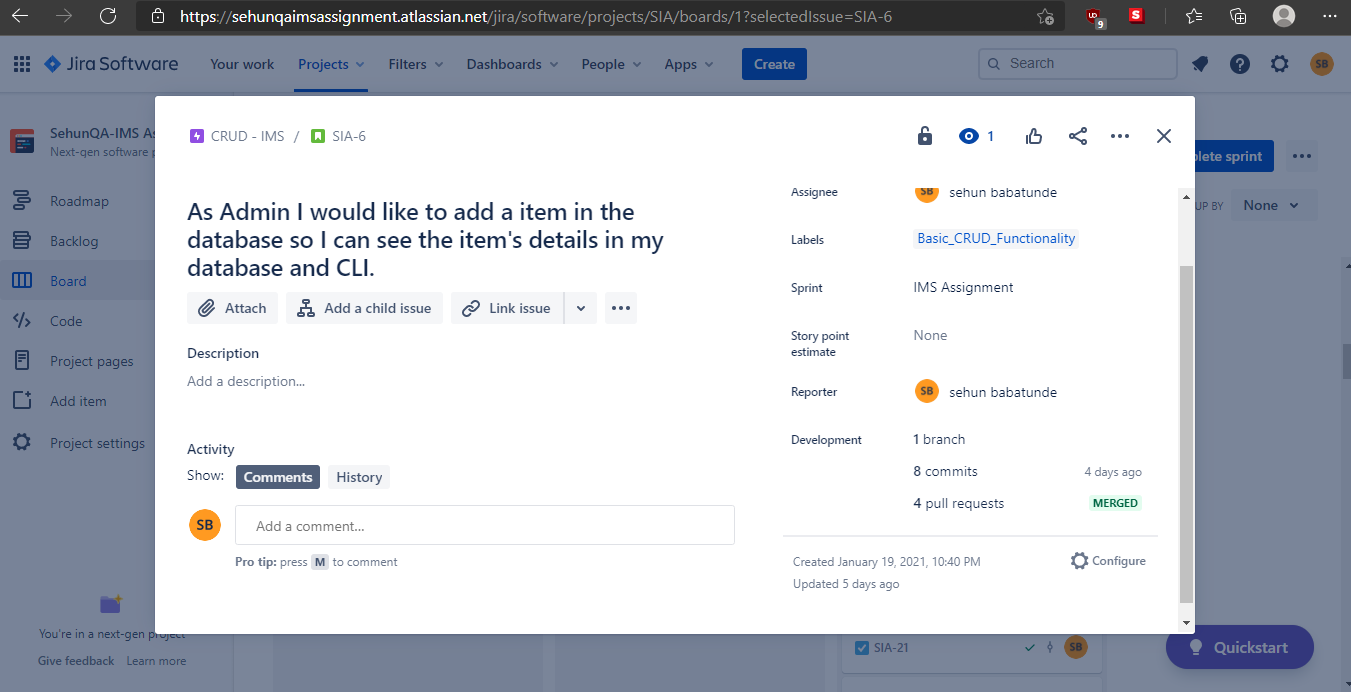 https://sehunqaimsassignment.atlassian.net/jira/software/projects/SIA/boards/1?selectedIssue=SIA-6
UD
9
S
Jira Software
Your work
Projects
Filters
Dashboards
People
Apps
Create
Search
SB
SehunQA-IMS As
Next-gen software p
Roadmap
Backlog
Board
Code
Project pages
Add item
Project settings
You're in a next-gen project
Give feedback
Learn more
CRUD - IMS / SIA-6
1
As Admin I would like to add a item in the
database so I can see the item's details in my
database and CLI.
Attach
Add a child issue
Link issue
Description
Add a description...
Activity
Show:
Comments
History
SB
Add a comment...
Pro tip: press M to comment
Assignee
SB
sehun babatunde
Labels
Basic_CRUD_Functionality
Sprint
IMS Assignment
Story point
estimate
None
Reporter
SB
sehun babatunde
Development
1 branch
8 commits
4 days ago
4 pull requests
MERGED
Created January 19, 2021, 10:40 PM
Updated 5 days ago
Configure
plete sprint
UP BY
None
SIA-21
SB
Quickstart